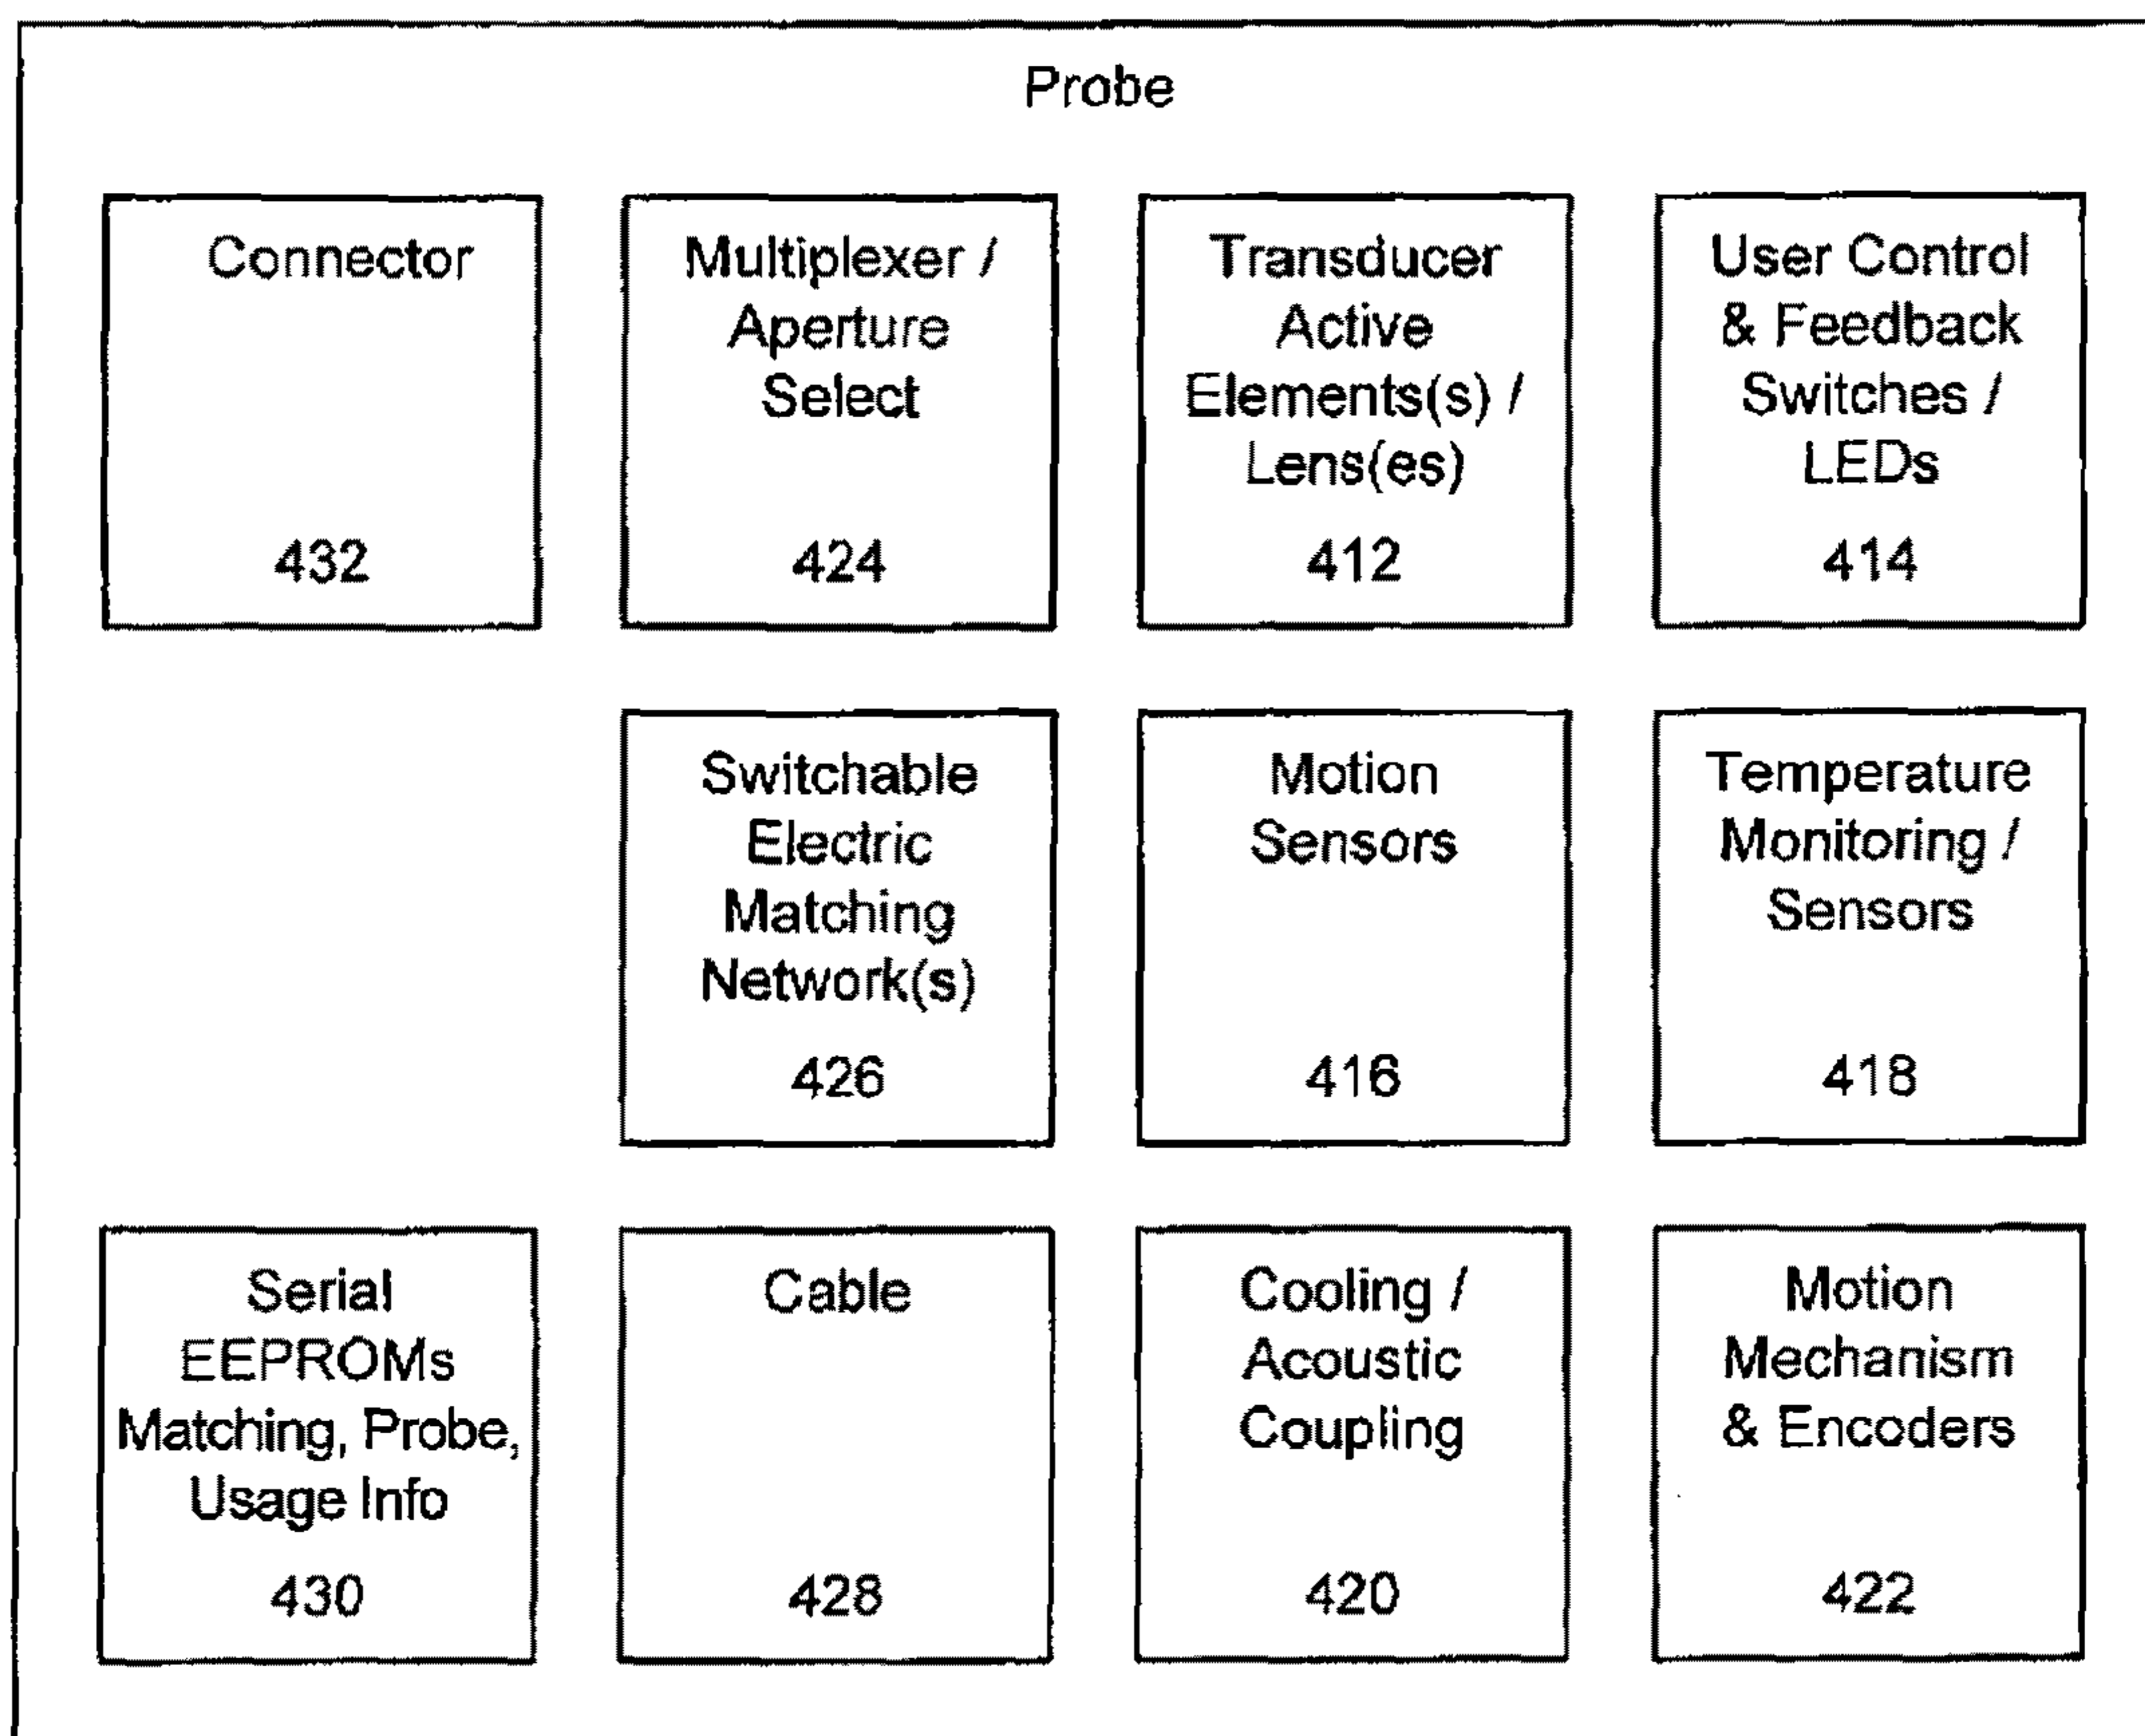 Probe
Connector
432
Multiplexer /
Aperture
Select
424
Transducer
Active
Elements(s) /
Lens(es)
412
User Control
& Feedback
Switches /
LEDs
414
Switchable
Electric
Matching
Network(s)
426
Motion
Sensors
416
Temperature
Monitoring /
Sensors
418
Serial
EEPROMs
Matching, Probe,
Usage Info
430
Cable
428
Cooling /
Acoustic
Coupling
420
Motion
Mechanism
& Encoders
422